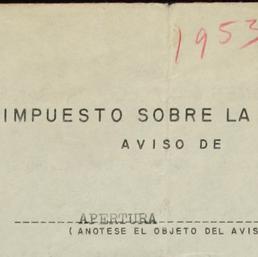 1953
IMPUESTO SOBRE LA
AVISO DE
APERTURA
(ANOTESE EL OBJETO DEL AVIS